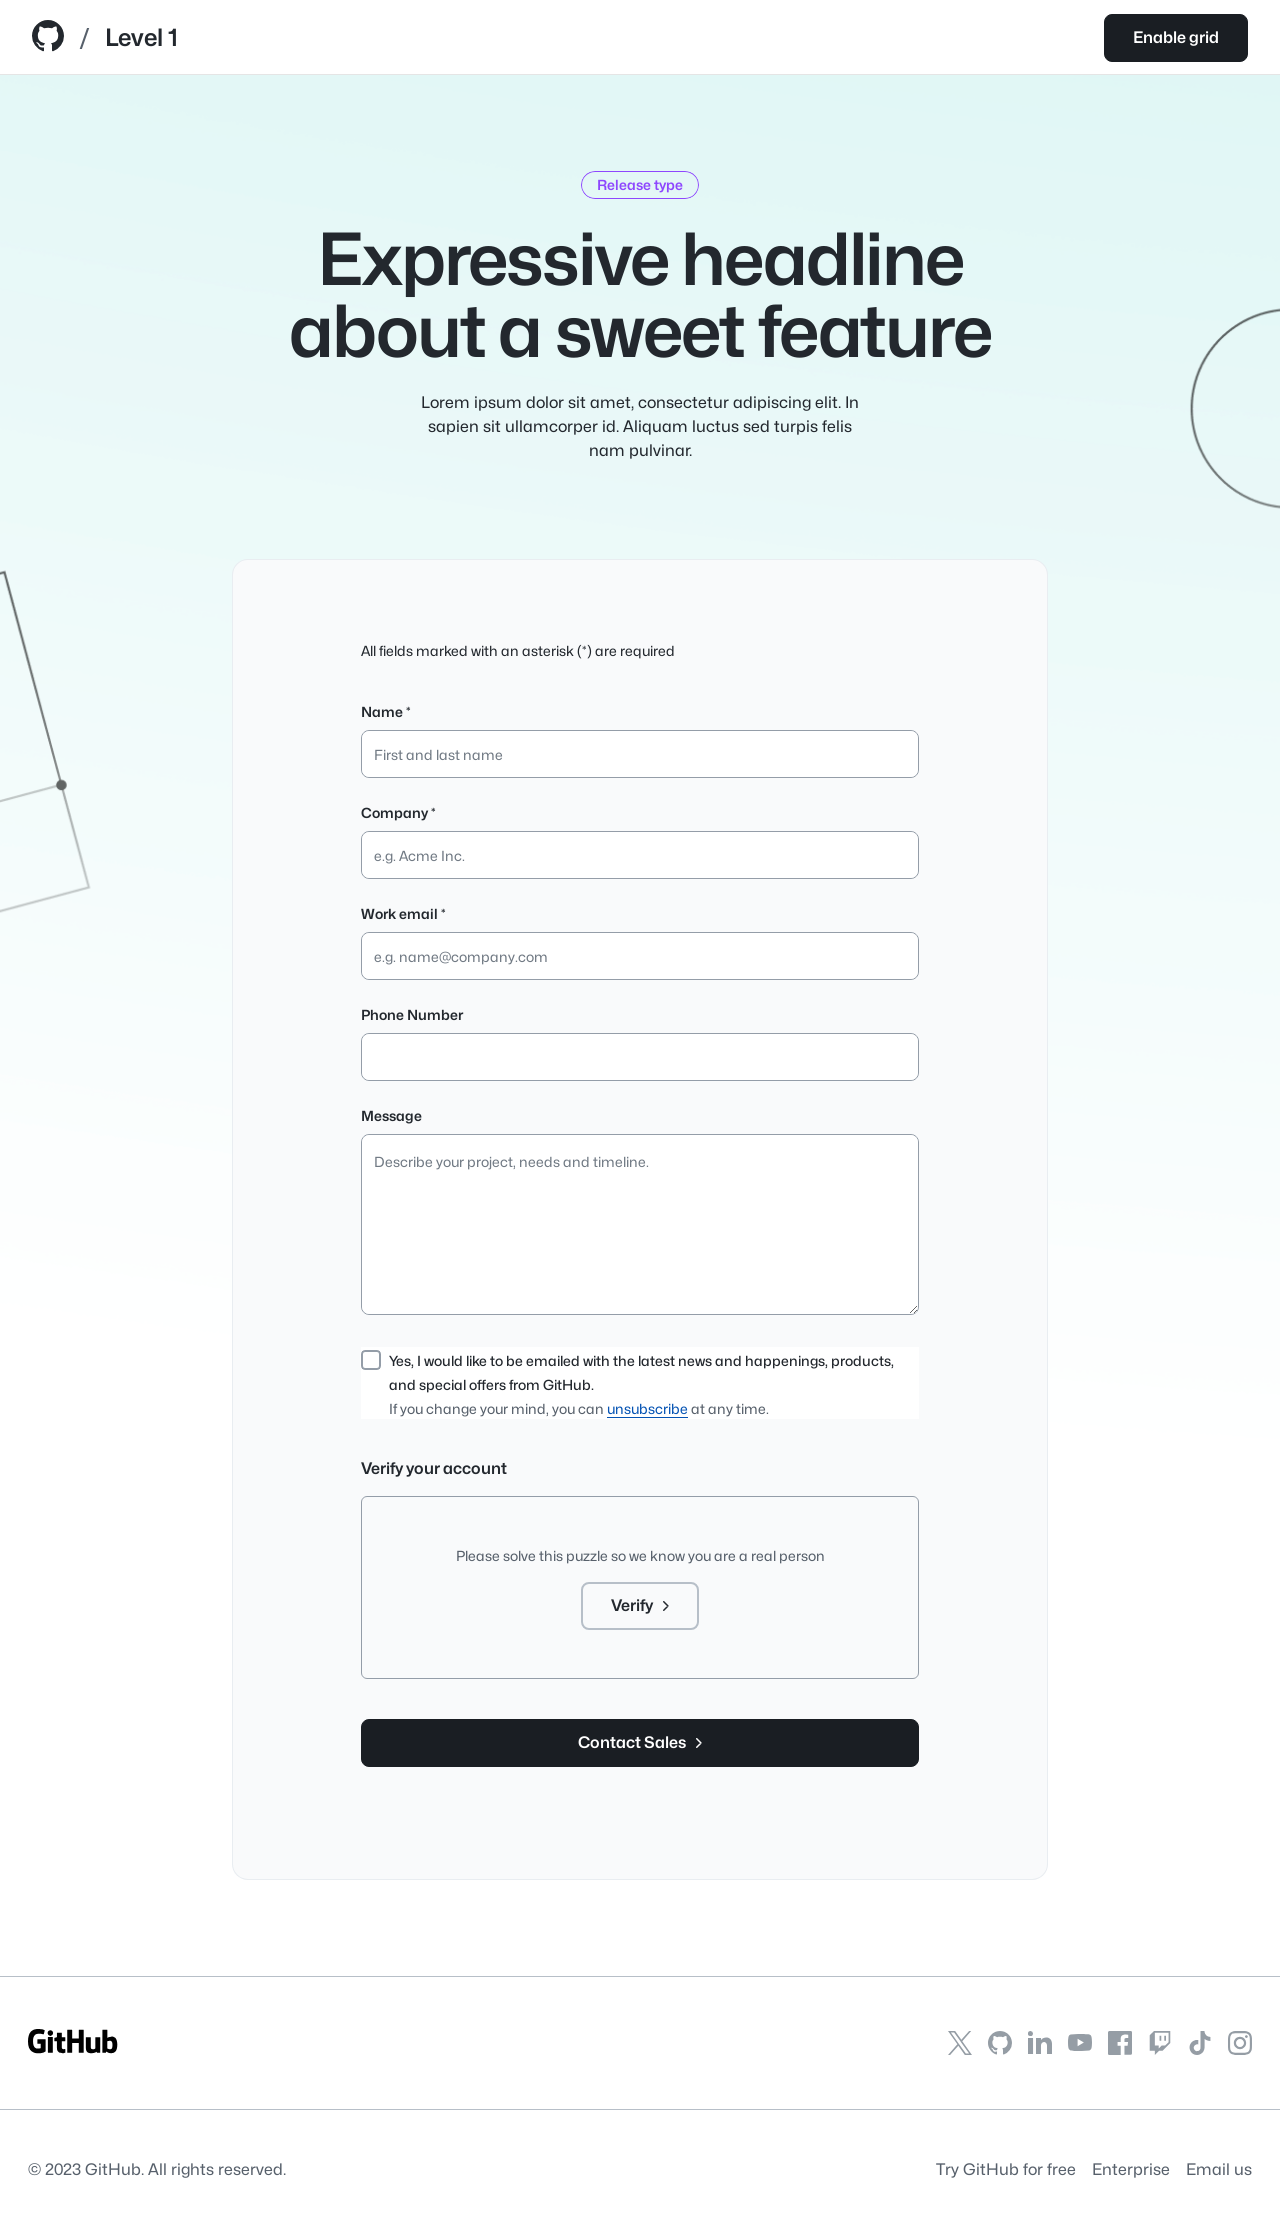 / Level 1
Enable grid
Release type
Expressive headline
about a sweet feature
Lorem ipsum dolor sit amet, consectetur adipiscing elit. In
sapien sit ullamcorper id. Aliquam luctus sed turpis felis
nam pulvinar.
All fields marked with an asterisk (*) are required
Name *
First and last name
Company *
e.g. Acme Inc.
Work email *
e.g. name@company.com
Phone Number
Message
Describe your project, needs and timeline.
Yes, I would like to be emailed with the latest news and happenings, products,
and special offers from GitHub.
If you change your mind, you can unsubscribe at any time.
Verify your account
Please solve this puzzle so we know you are a real person
Verify
Contact Sales
GitHub
© 2023 GitHub. All rights reserved.
Try GitHub for free Enterprise Email us